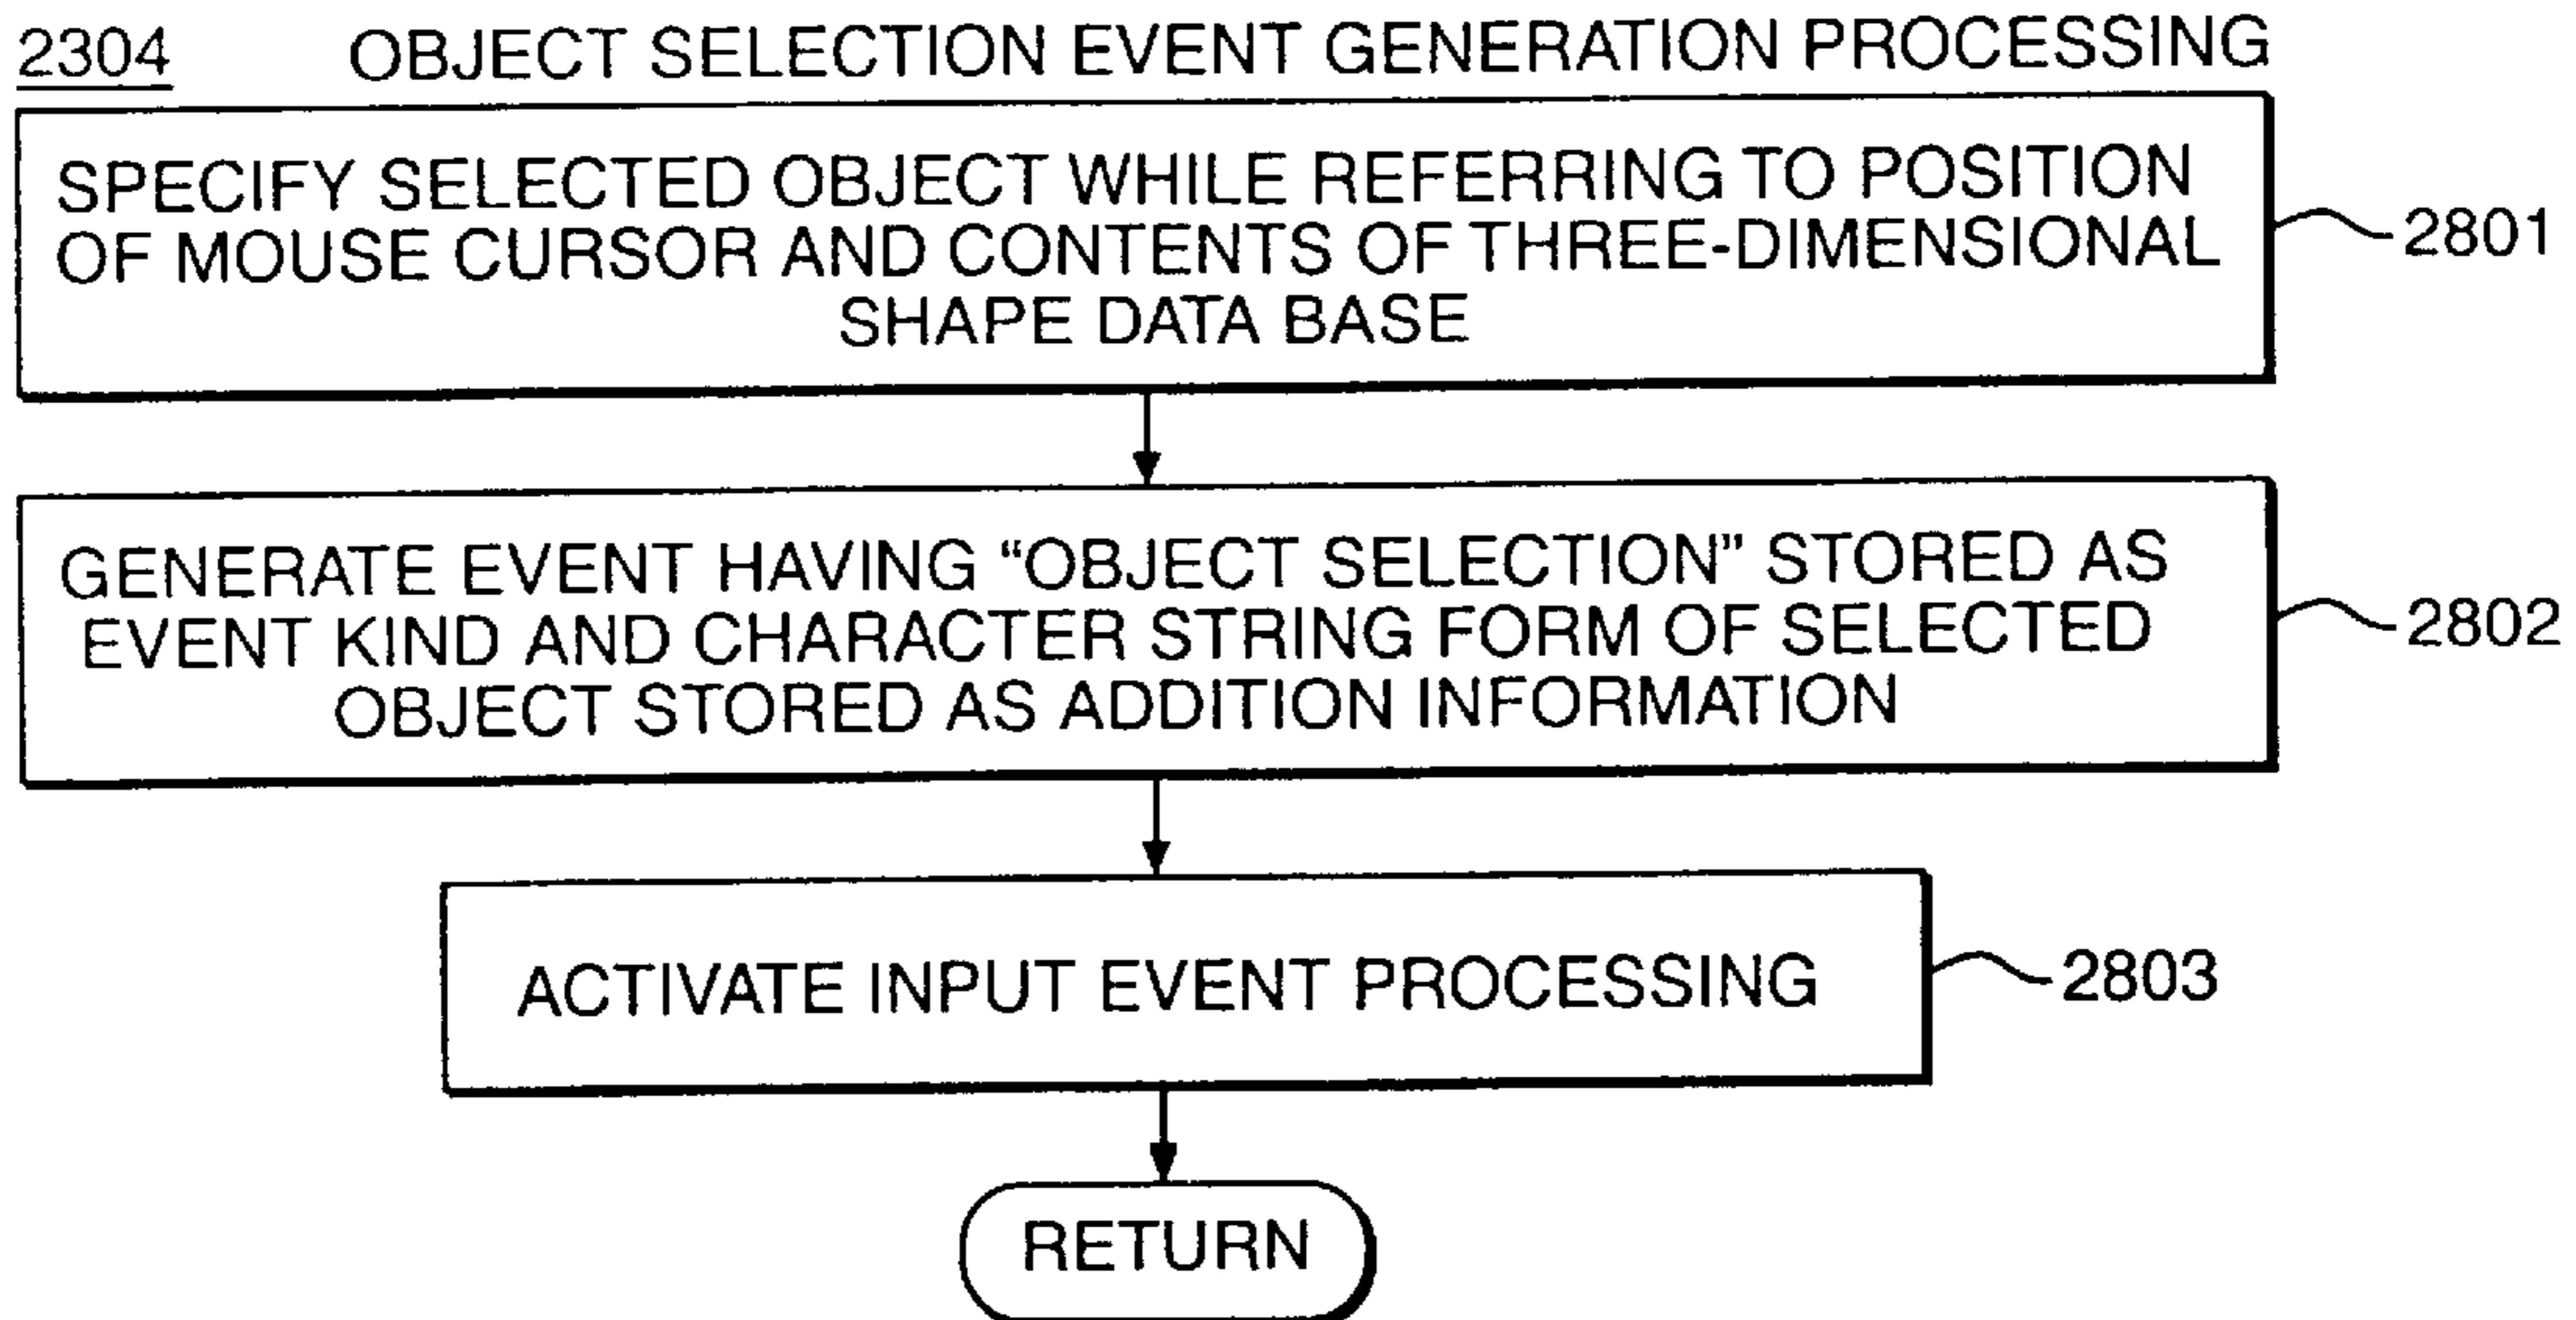 2304 OBJECT SELECTION EVENT GENERATION PROCESSING
SPECIFY SELECTED OBJECT WHILE REFERRING TO POSITION
OF MOUSE CURSOR AND CONTENTS OF THREE-DIMENSIONAL
SHAPE DATA BASE
2801
GENERATE EVENT HAVING “OBJECT SELECTION” STORED AS
EVENT KIND AND CHARACTER STRING FORM OF SELECTED
OBJECT STORED AS ADDITION INFORMATION
2802
ACTIVATE INPUT EVENT PROCESSING
2803
RETURN